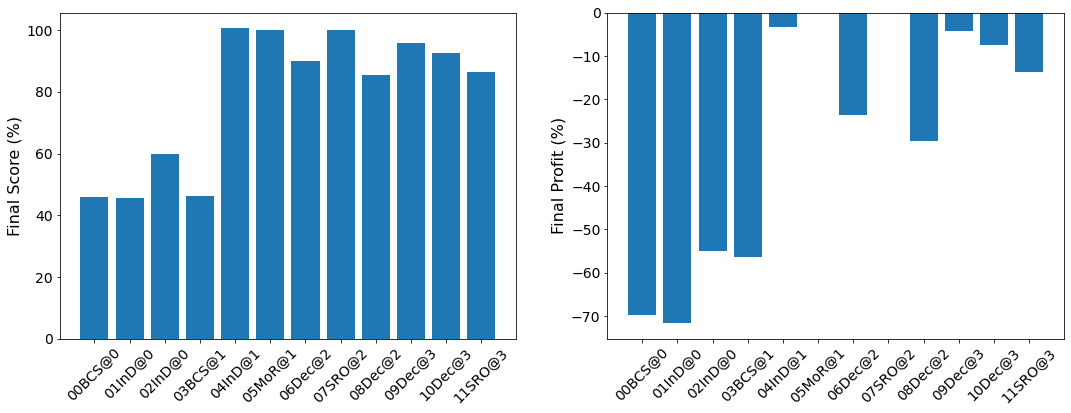 Final Score (%)
100
80
60
40
20
0
00BCS@0
01InD@0
02InD@0
03BCS@1
04InD@1
05MoR@1
06Dec@2
07SRO@2
08Dec@2
09Dec@3
10Dec@3
11SRO@3
Final Profit (%)
0
−10
−20
−30
−40
−50
−60
−70
00BCS@0
01InD@0
02InD@0
03BCS@1
04InD@1
05MoR@1
06Dec@2
07SRO@2
08Dec@2
09Dec@3
10Dec@3
11SRO@3